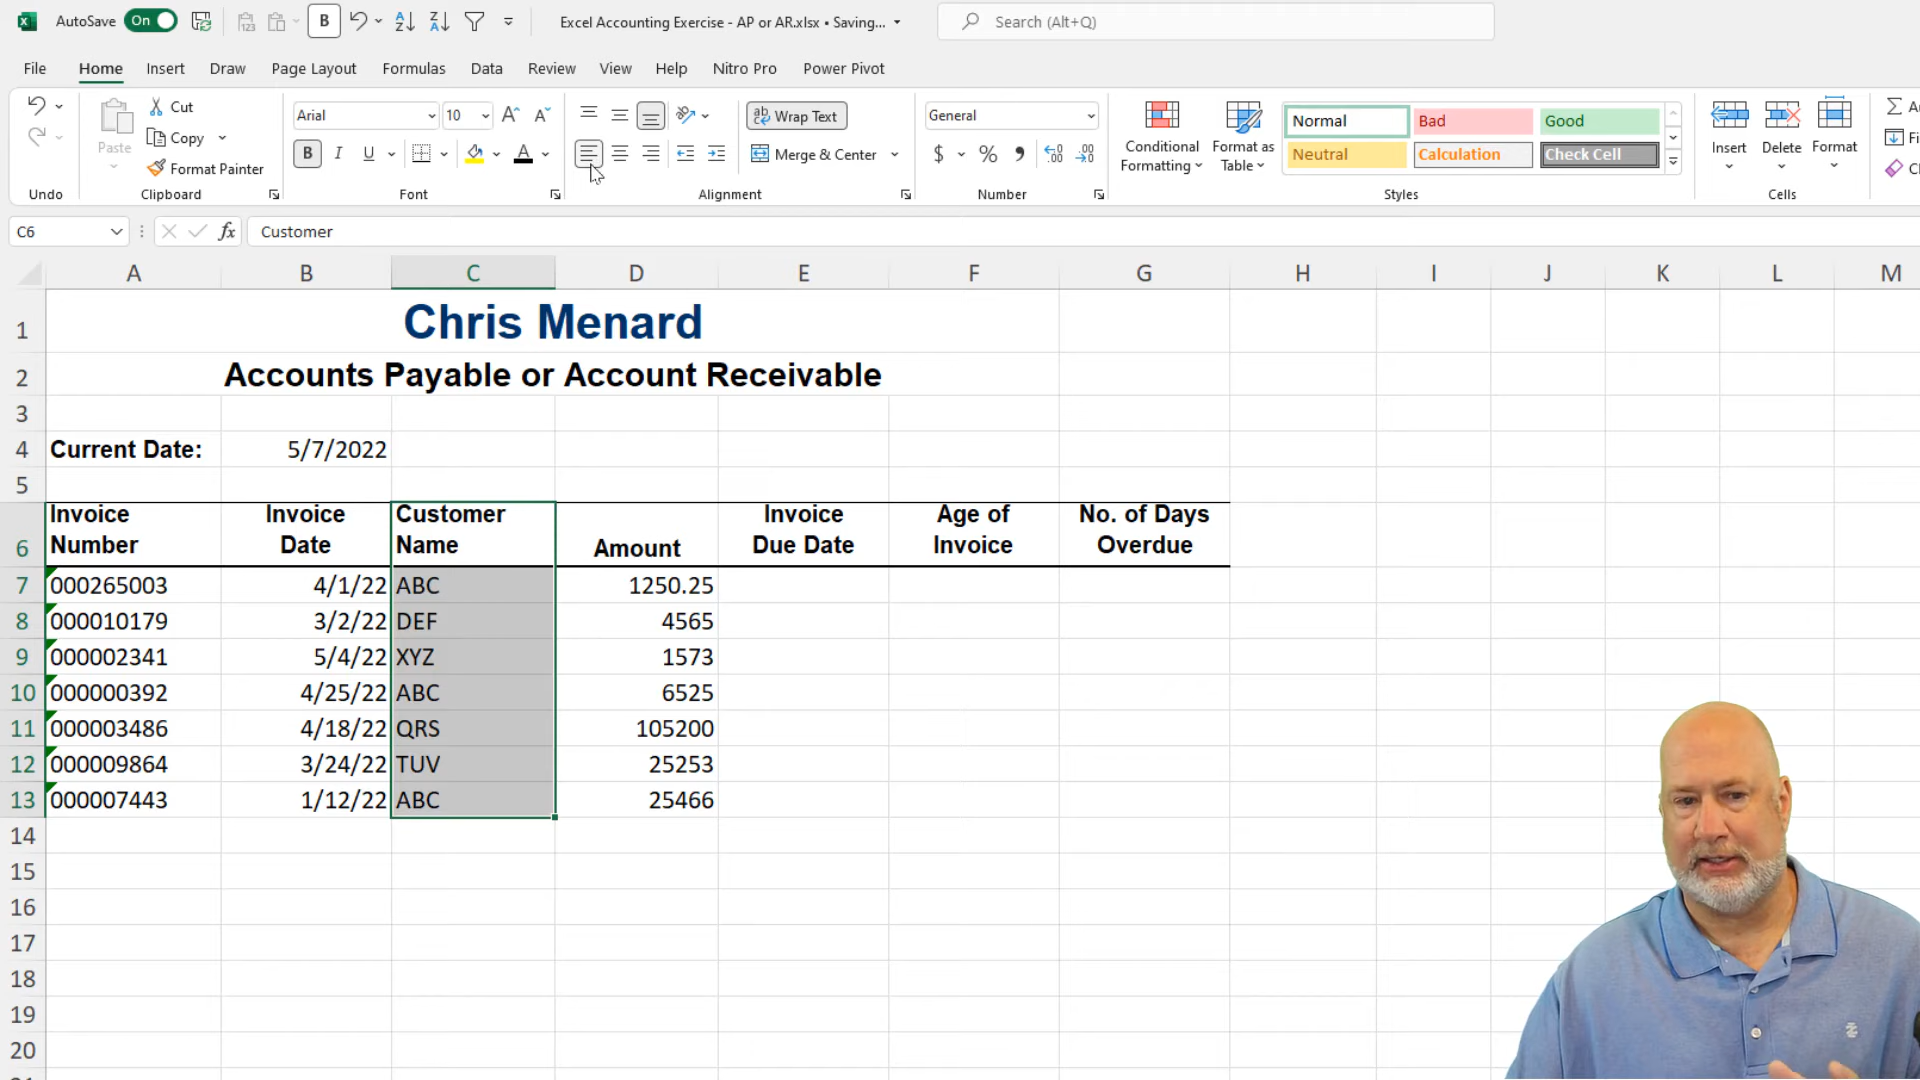 AutoSave On B Excel Accounting Exercise - AP or AR.xlsx • Saving... Search (Alt+Q)
File Home Insert Draw Page Layout Formulas Data Review View Help Nitro Pro Power Pivot
Paste
Cut
Copy
Format Painter
Arial 10
B I U A
Wrap Text
Merge & Center
General
$ % ,
Conditional
Formatting
Format as
Table
Normal Bad Good
Neutral Calculation Check Cell
Insert Delete Format
Undo Clipboard Font Alignment Number Styles Cells
C6 fx Customer
A B C D E F G H I J K L M
1 Chris Menard
2 Accounts Payable or Account Receivable
3
4 Current Date: 5/7/2022
5
Invoice Invoice Customer Invoice Age of No. of Days
6 Number Date Name Amount Due Date Invoice Overdue
7 000265003 4/1/22 ABC 1250.25
8 000010179 3/2/22 DEF 4565
9 000002341 5/4/22 XYZ 1573
10 000000392 4/25/22 ABC 6525
11 000003486 4/18/22 QRS 105200
12 000009864 3/24/22 TUV 25253
13 000007443 1/12/22 ABC 25466
14
15
16
17
18
19
20